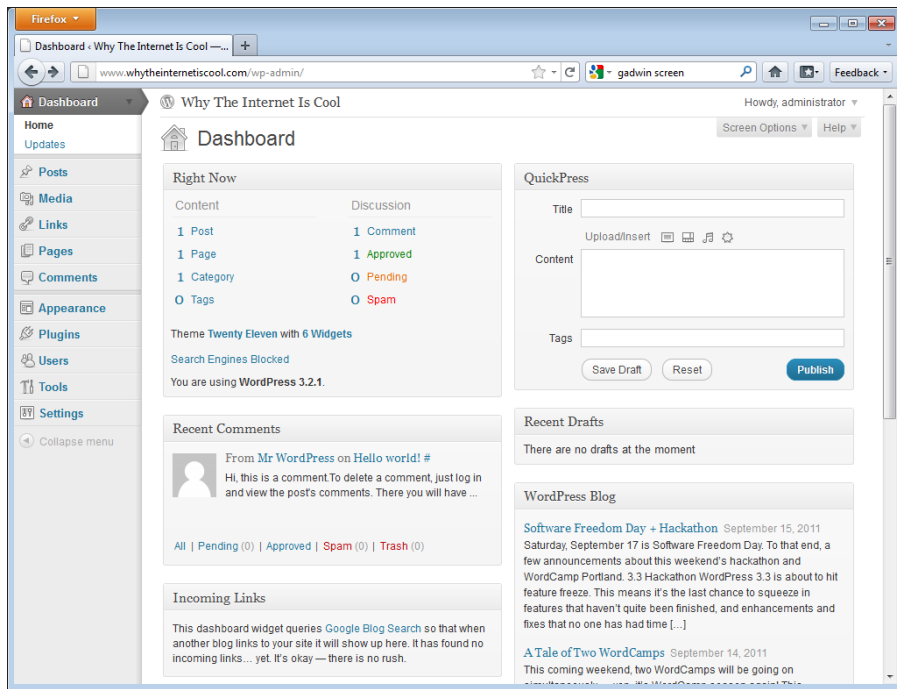 Firefox
Dashboard ‹ Why The Internet Is Cool —...
www.whytheinternetiscool.com/wp-admin/
gadwin screen
Feedback
Dashboard
Home
Updates
Posts
Media
Links
Pages
Comments
Appearance
Plugins
Users
Tools
Settings
Collapse menu
Why The Internet Is Cool
Howdy, administrator
Screen Options
Help
Dashboard
Right Now
Content
Discussion
1 Post
1 Comment
1 Page
1 Approved
1 Category
0 Pending
0 Tags
0 Spam
Theme Twenty Eleven with 6 Widgets
Search Engines Blocked
You are using WordPress 3.2.1.
Recent Comments
From Mr WordPress on Hello world! #
Hi, this is a comment.To delete a comment, just log in
and view the post's comments. There you will have ...
All | Pending (0) | Approved | Spam (0) | Trash (0)
Incoming Links
This dashboard widget queries Google Blog Search so that when
another blog links to your site it will show up here. It has found no
incoming links… yet. It's okay — there is no rush.
QuickPress
Title
Upload/Insert
Content
Tags
Save Draft
Reset
Publish
Recent Drafts
There are no drafts at the moment
WordPress Blog
Software Freedom Day + Hackathon September 15, 2011
Saturday, September 17 is Software Freedom Day. To that end, a
few announcements about this weekend's hackathon and
WordCamp Portland. 3.3 Hackathon WordPress 3.3 is about to hit
feature freeze. This means it's the last chance to squeeze in
features that haven't quite been finished, and enhancements and
fixes that no one has had time […]
A Tale of Two WordCamps September 14, 2011
This coming weekend, two WordCamps will be going on